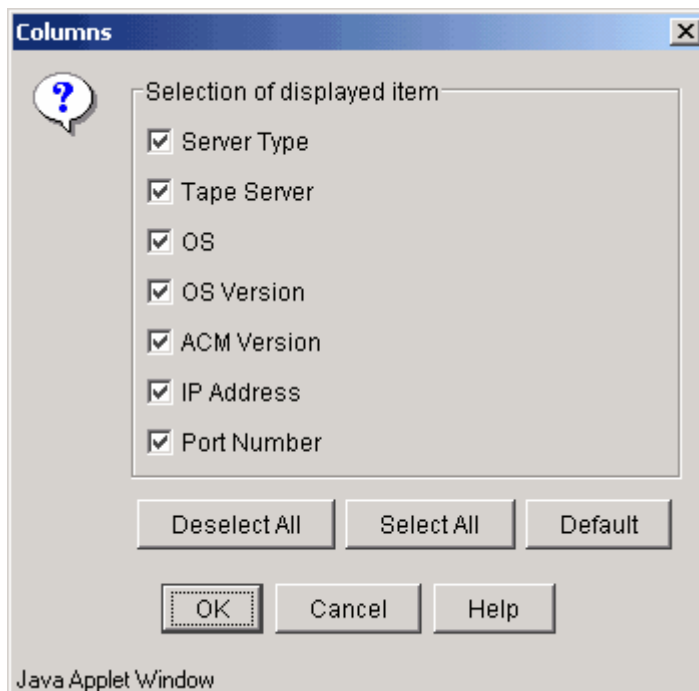 Columns
Selection of displayed item
Server Type
Tape Server
OS
OS Version
ACM Version
IP Address
Port Number
Deselect All Select All Default
OK Cancel Help
Java Applet Window